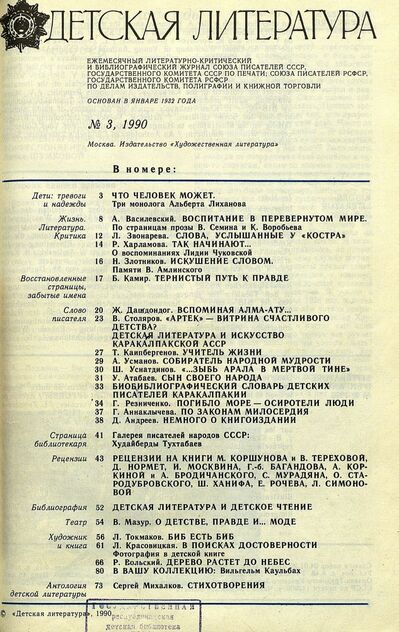 ДЕТСКАЯ ЛИТЕРАТУРА
ЕЖЕМЕСЯЧНЫЙ ЛИТЕРАТУРНО-КРИТИЧЕСКИЙ
И БИБЛИОГРАФИЧЕСКИЙ ЖУРНАЛ СОЮЗА ПИСАТЕЛЕЙ СССР,
ГОСУДАРСТВЕННОГО КОМИТЕТА СССР ПО ПЕЧАТИ; СОЮЗА ПИСАТЕЛЕЙ РСФСР,
ГОСУДАРСТВЕННОГО КОМИТЕТА РСФСР
ПО ДЕЛАМ ИЗДАТЕЛЬСТВ, ПОЛИГРАФИИ И КНИЖНОЙ ТОРГОВЛИ
ОСНОВАН В ЯНВАРЕ 1932 ГОДА
№ 3, 1990
Москва. Издательство «Художественная литература»
В номере:
Дети: тревоги 3 ЧТО ЧЕЛОВЕК МОЖЕТ.
и надежды Три монолога Альберта Лиханова
Жизнь. 8 А. Василевский. ВОСПИТАНИЕ В ПЕРЕВЕРНУТОМ МИРЕ.
Литература. По страницам прозы В. Семина и К. Воробьева
Критика 12 Л. Звонарева. СЛОВА, УСЛЫШАННЫЕ У «КОСТРА»
14 Р. Харламова. ТАК НАЧИНАЮТ...
О воспоминаниях Лидии Чуковской
16 Н. Злотников. ИСКУШЕНИЕ СЛОВОМ.
Памяти В. Амлинского
Восстановленные 17 Б. Камир. ТЕРНИСТЫЙ ПУТЬ К ПРАВДЕ
страницы,
забытые имена
Слово 20 Ж. Дашдондог. ВСПОМИНАЯ АЛМА-АТУ...
писателя 23 В. Столяров. «АРТЕК» — ВИТРИНА СЧАСТЛИВОГО
ДЕТСТВА?
ДЕТСКАЯ ЛИТЕРАТУРА И ИСКУССТВО
КАРАКАЛПАКСКОЙ АССР
27 Т. Каипбергенов. УЧИТЕЛЬ ЖИЗНИ
29 А. Усманов. СОБИРАТЕЛЬ НАРОДНОЙ МУДРОСТИ
30 Ш. Уснатдинов. «...ЗЫБЬ АРАЛА В МЕРТВОЙ ТИНЕ»
31 У. Атабаев. СЫН СВОЕГО НАРОДА
33 БИОБИБЛИОГРАФИЧЕСКИЙ СЛОВАРЬ ДЕТСКИХ
ПИСАТЕЛЕЙ КАРАКАЛПАКИИ
34 Г. Резниченко. ПОГИБЛО МОРЕ — ОСИРОТЕЛИ ЛЮДИ
37 Г. Аннаклычева. ПО ЗАКОНАМ МИЛОСЕРДИЯ
38 Д. Андреев. НЕМНОГО О КНИГОИЗДАНИИ
Страница 41 Галерея писателей народов СССР:
библиотекаря Худайберды Тухтабаев
Рецензии 43 РЕЦЕНЗИИ НА КНИГИ М. КОРШУНОВА и В. ТЕРЕХОВОЙ,
Д. НОРМЕТ, И. МОСКВИНА, Г.-б. БАГАНДОВА, А. КОР-
КИНОЙ и А. БРОДИЧАНСКОГО, С. МУРАДЯНА, О. СТА-
РОДУБРОВСКОГО, Ш. ХАНИФА, Е. РОЧЕВА, Л. СИМОНО-
ВОЙ
Библиография 52 ДЕТСКАЯ ЛИТЕРАТУРА И ДЕТСКОЕ ЧТЕНИЕ
Театр 54 В. Мазур. О ДЕТСТВЕ, ПРАВДЕ И... МОДЕ
Художник 56 Л. Токмаков. БИБ ЕСТЬ БИБ
и книга 61 Л. Красовицкая. В ПОИСКАХ ДОСТОВЕРНОСТИ
Фотография в детской книге
66 Р. Вольский. ДЕРЕВО РАСТЕТ ДО НЕБЕС
80 В ВАШУ КОЛЛЕКЦИЮ: Вильгельм Каульбах
Антология 73 Сергей Михалков. СТИХОТВОРЕНИЯ
детской литературы
© «Детская литература», 1990
ГОСУДАРСТВЕННАЯ
республиканская
детская библиотека